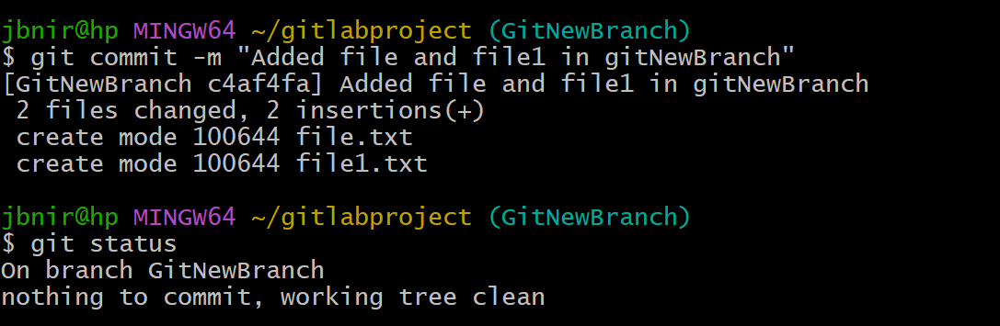 jbnir@hp MINGW64 ~/gitlabproject (GitNewBranch)
$ git commit -m "Added file and file1 in gitNewBranch"
[GitNewBranch c4af4fa] Added file and file1 in gitNewBranch
 2 files changed, 2 insertions(+)
 create mode 100644 file.txt
 create mode 100644 file1.txt
jbnir@hp MINGW64 ~/gitlabproject (GitNewBranch)
$ git status
On branch GitNewBranch
nothing to commit, working tree clean